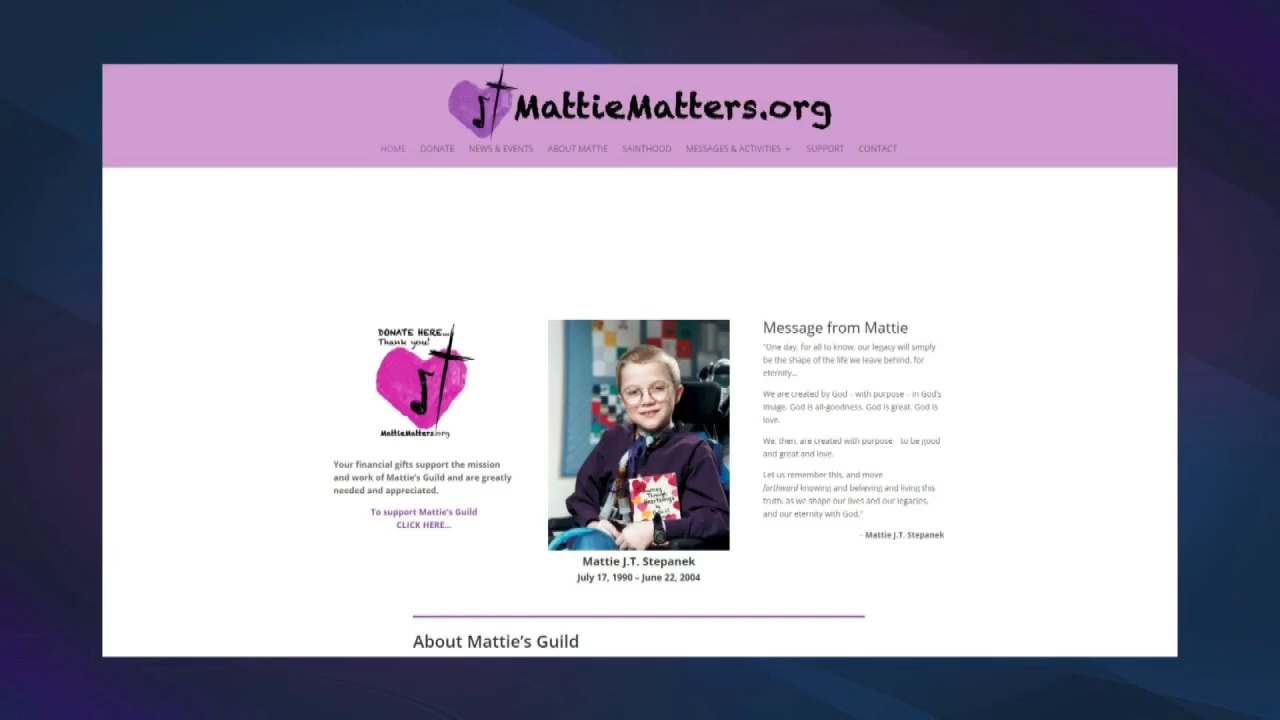 MattieMatters.org
HOME DONATE NEWS & EVENTS ABOUT MATTIE SAINTHOOD MESSAGES & ACTIVITIES SUPPORT CONTACT
DONATE HERE...
Thank you!
MattieMatters.org
Your financial gifts support the mission
and work of Mattie's Guild and are greatly
needed and appreciated.
To support Mattie's Guild
CLICK HERE...
Journey
Through
Heartsongs
Mattie J.T. Stepanek
July 17, 1990 – June 22, 2004
Message from Mattie
"One day, for all to know, our legacy will simply
be the shape of the life we leave behind, for
eternity...
We are created by God – with purpose – in God's
image. God is all-goodness. God is great. God is
love.
We, then, are created with purpose – to be good
and great and love.
Let us remember this, and move
forthward knowing and believing and living this
truth, as we shape our lives and our legacies,
and our eternity with God."
– Mattie J.T. Stepanek
About Mattie's Guild